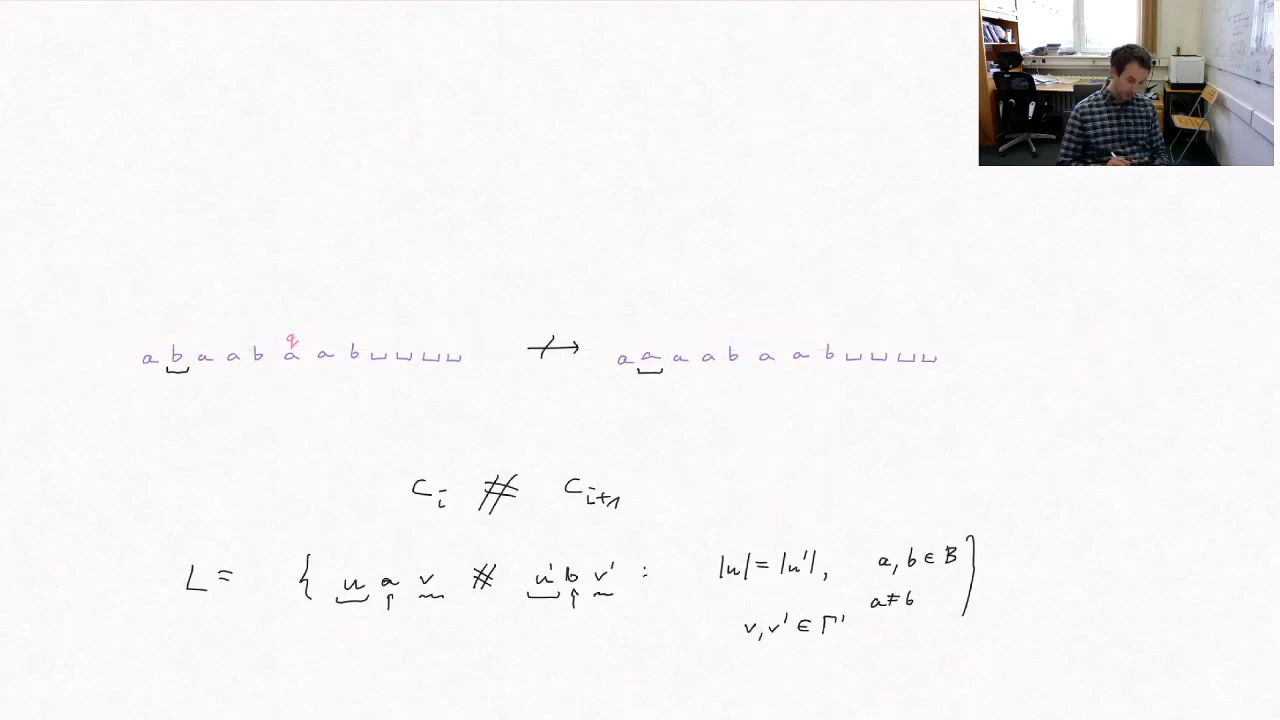 q
a b a a b a a b ␣ ␣ ␣ ␣ ↛ a a a a b a a b ␣ ␣ ␣ ␣
C_i # C_{i+1}
L = { u a v # u' b v' : |u| = |u'|, a, b ∈ B }
a ≠ b
v, v' ∈ Γ'